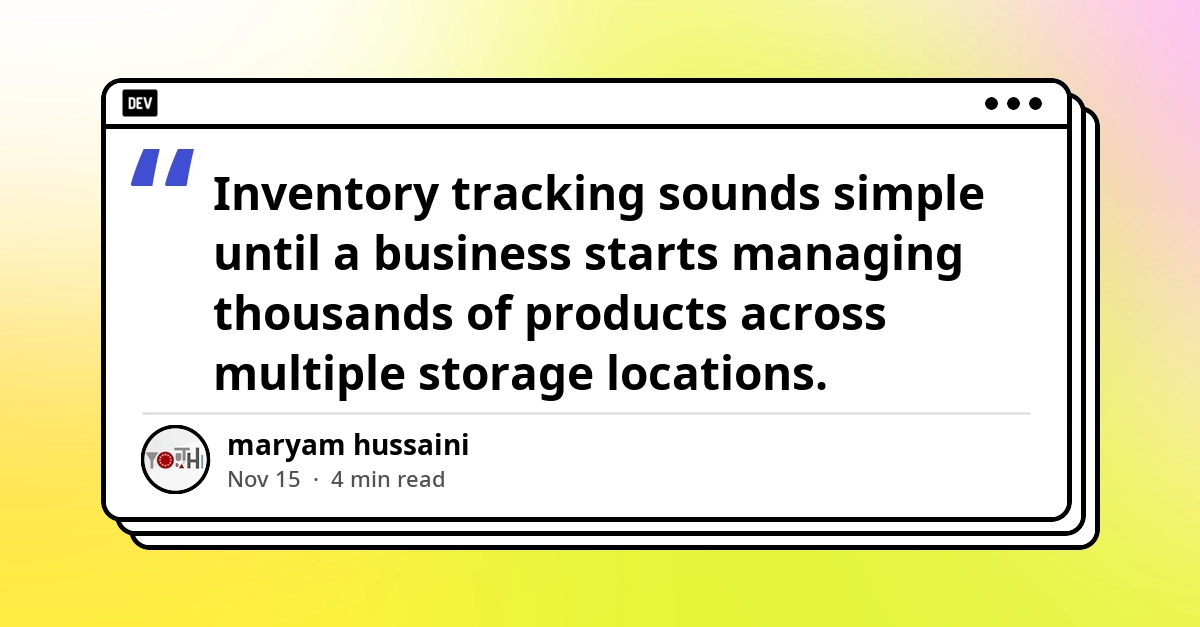 DEV
“Inventory tracking sounds simple
until a business starts managing
thousands of products across
multiple storage locations.
YOUTH
maryam hussaini
Nov 15 · 4 min read